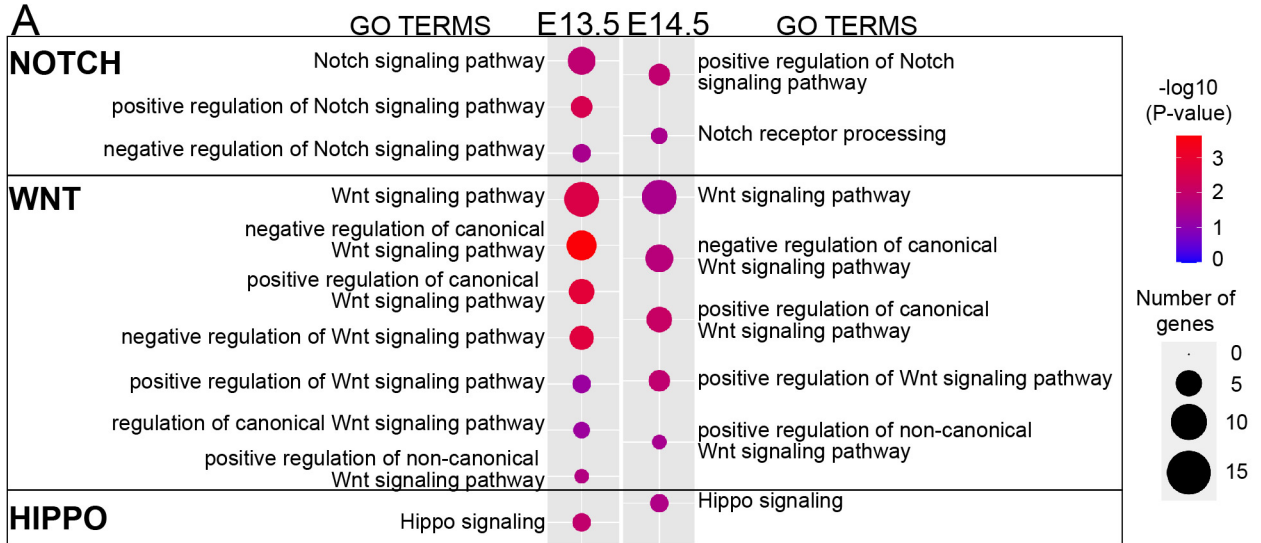 A
GO TERMS E13.5 E14.5 GO TERMS
NOTCH
Notch signaling pathway
positive regulation of Notch signaling pathway
negative regulation of Notch signaling pathway
positive regulation of Notch
signaling pathway
Notch receptor processing
WNT
Wnt signaling pathway
negative regulation of canonical
Wnt signaling pathway
positive regulation of canonical
Wnt signaling pathway
negative regulation of Wnt signaling pathway
positive regulation of Wnt signaling pathway
regulation of canonical Wnt signaling pathway
positive regulation of non-canonical
Wnt signaling pathway
Wnt signaling pathway
negative regulation of canonical
Wnt signaling pathway
positive regulation of canonical
Wnt signaling pathway
positive regulation of Wnt signaling pathway
positive regulation of non-canonical
Wnt signaling pathway
HIPPO
Hippo signaling
Hippo signaling
-log10
(P-value)
3
2
1
0
Number of
genes
0
5
10
15